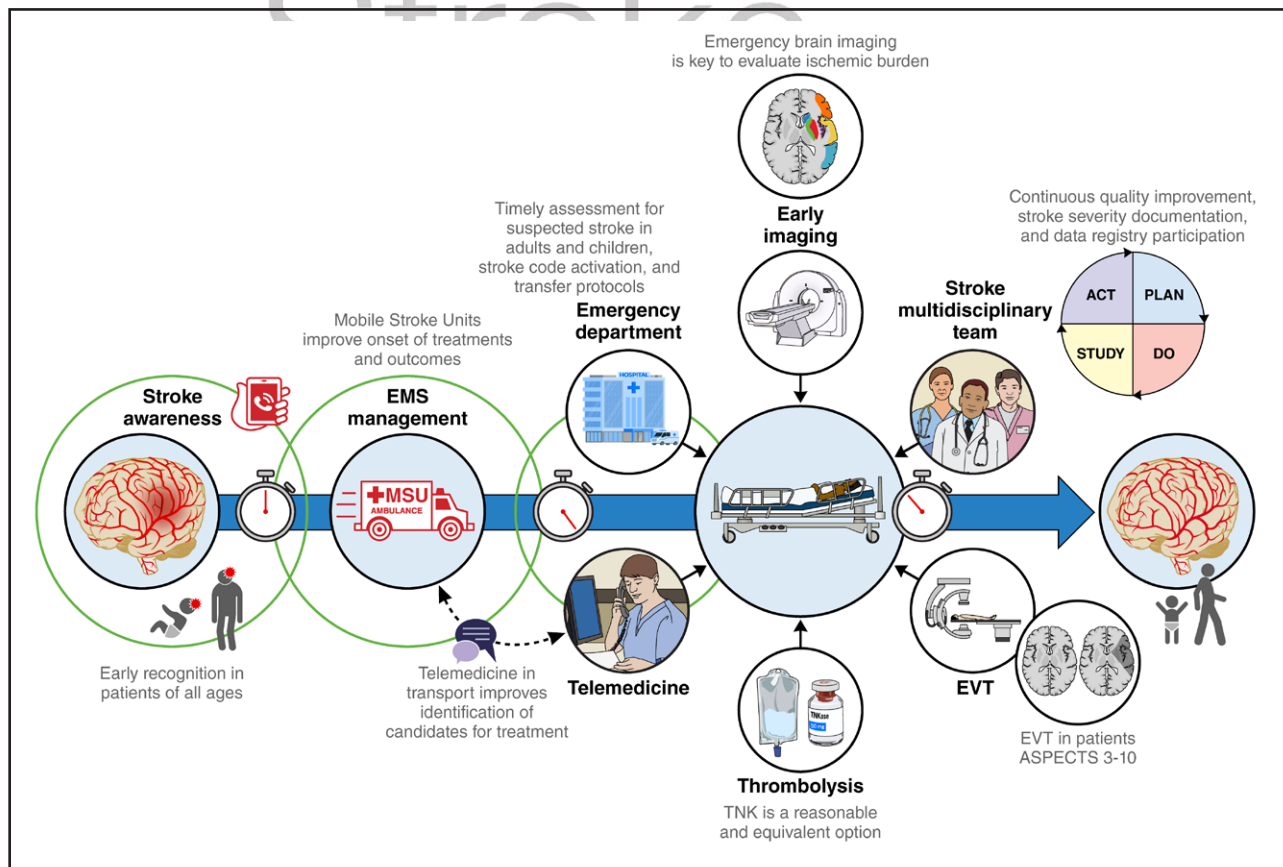 Stroke
Emergency brain imaging
is key to evaluate ischemic burden
Early
imaging
Continuous quality improvement,
stroke severity documentation,
and data registry participation
ACT
PLAN
STUDY
DO
Timely assessment for
suspected stroke in
adults and children,
stroke code activation, and
transfer protocols
Emergency
department
HOSPITAL
Stroke
multidisciplinary
team
Mobile Stroke Units
improve onset of treatments
and outcomes
EMS
management
MSU
AMBULANCE
Stroke
awareness
Early recognition in
patients of all ages
Telemedicine in
transport improves
identification of
candidates for treatment
Telemedicine
TNKase
Thrombolysis
TNK is a reasonable
and equivalent option
EVT
EVT in patients
ASPECTS 3-10